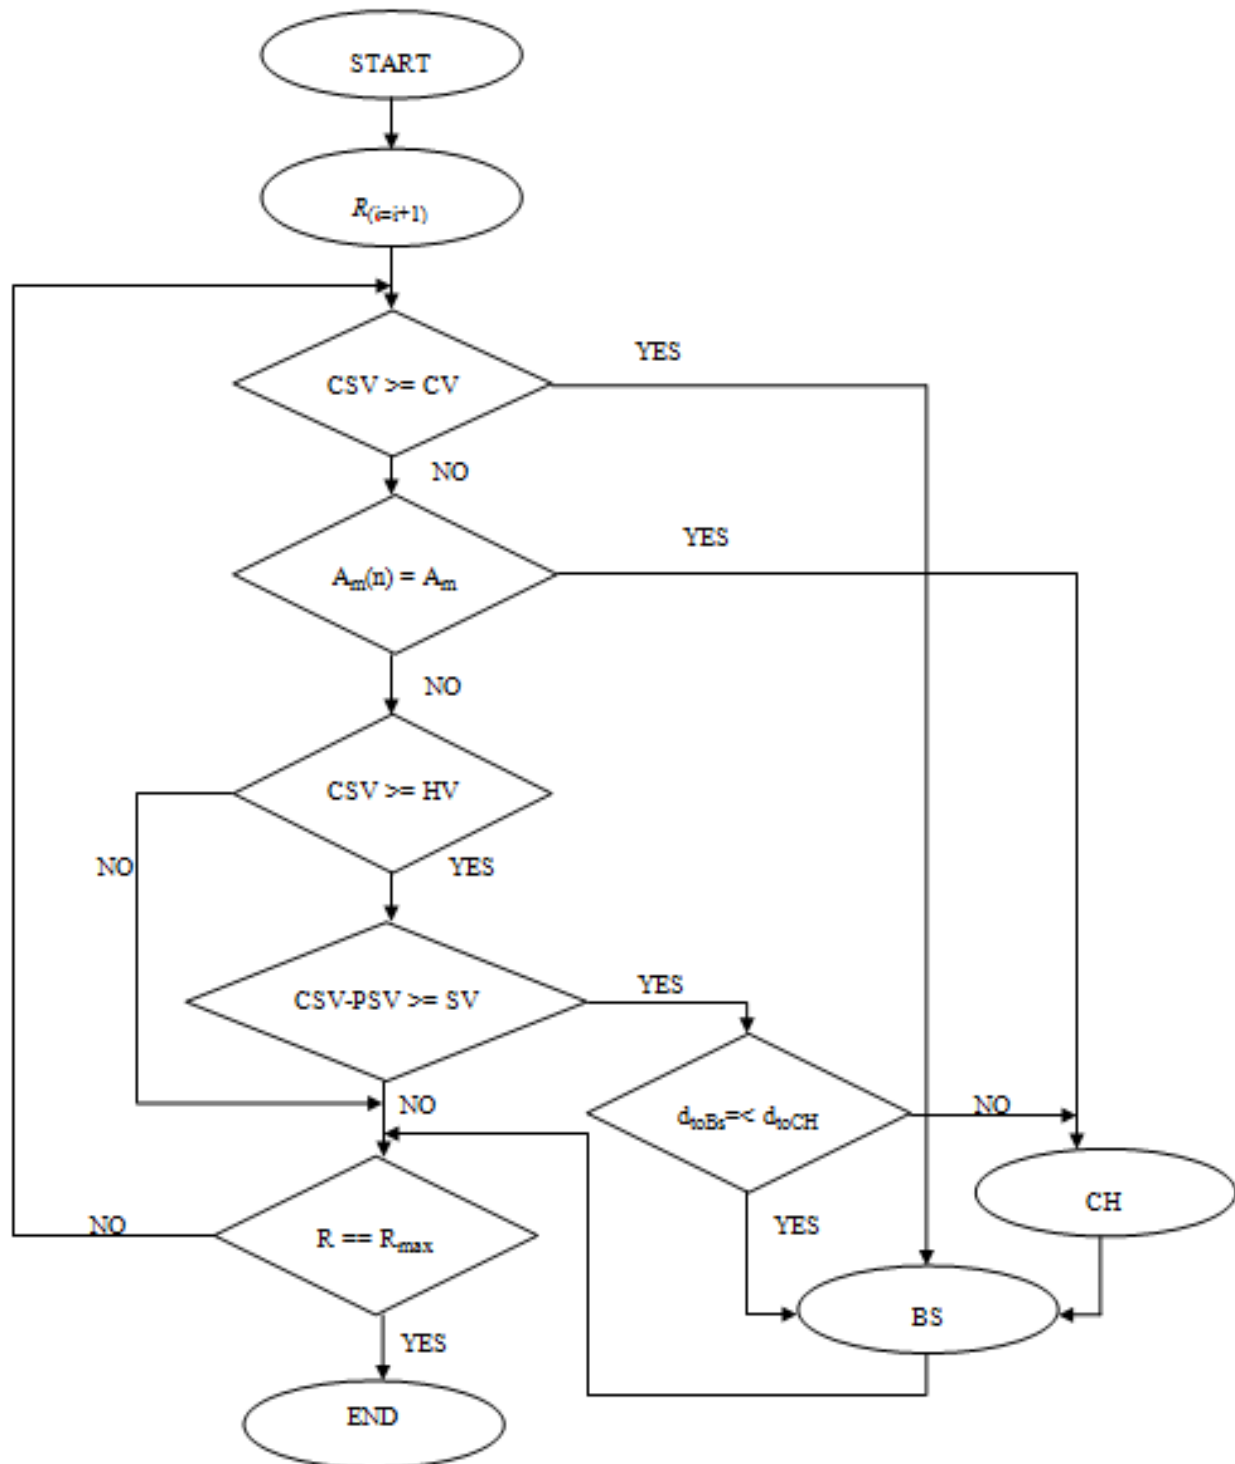 START
R(i=i+1)
CSV >= CV
YES
NO
Am(n) = Am
YES
NO
CSV >= HV
NO
YES
CSV-PSV >= SV
YES
NO
dtoBs=< dtoCH
NO
YES
CH
R == Rmax
NO
YES
BS
END